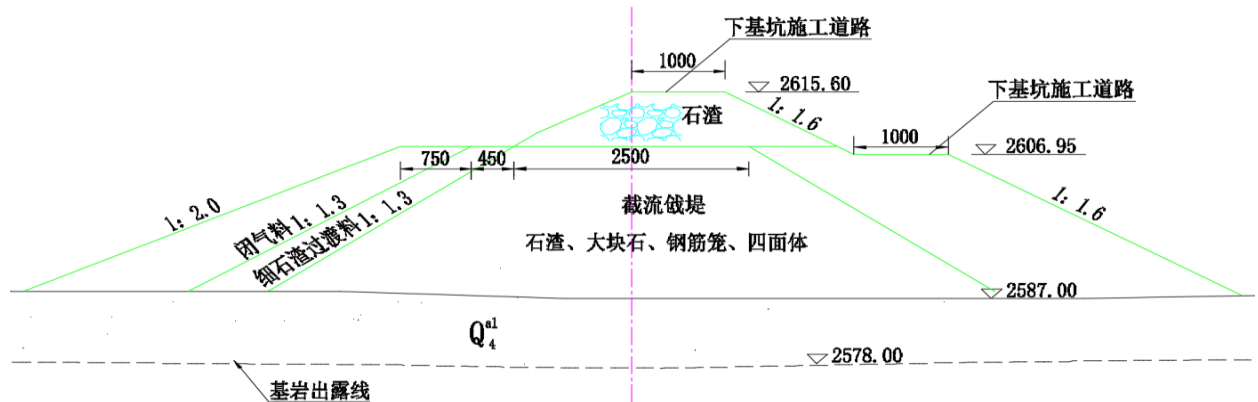 下基坑施工道路
1000
2615.60
下基坑施工道路
石渣
1: 1.6
1000
2606.95
750
450
2500
1: 2.0
闭气料1: 1.3
细石渣过渡料1: 1.3
截流戗堤
1: 1.6
石渣、大块石、钢筋笼、四面体
2587.00
Q₄ᵃˡ
2578.00
基岩出露线